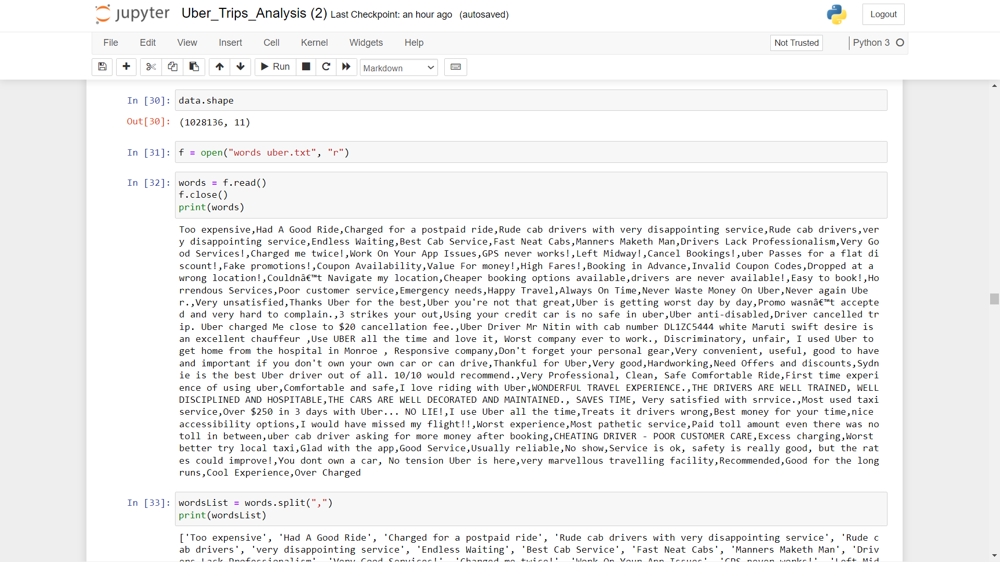 jupyter Uber_Trips_Analysis (2) Last Checkpoint: an hour ago (autosaved) Logout
File Edit View Insert Cell Kernel Widgets Help Not Trusted Python 3
Run Markdown
In [30]: data.shape
Out[30]: (1028136, 11)
In [31]: f = open("words uber.txt", "r")
In [32]: words = f.read()
f.close()
print(words)
Too expensive,Had A Good Ride,Charged for a postpaid ride,Rude cab drivers with very disappointing service,Rude cab drivers,ver
y disappointing service,Endless Waiting,Best Cab Service,Fast Neat Cabs,Manners Maketh Man,Drivers Lack Professionalism,Very Go
od Services!,Charged me twice!,Work On Your App Issues,GPS never works!,Left Midway!,Cancel Bookings!,uber Passes for a flat di
scount!,Fake promotions!,Coupon Availability,Value For money!,High Fares!,Booking in Advance,Invalid Coupon Codes,Dropped at a
wrong location!,Couldnâ€™t Navigate my location,Cheaper booking options available,drivers are never available!,Easy to book!,Ho
rrendous Services,Poor customer service,Emergency needs,Happy Travel,Always On Time,Never Waste Money On Uber,Never again Ube
r.,Very unsatisfied,Thanks Uber for the best,Uber you're not that great,Uber is getting worst day by day,Promo wasnâ€™t accepte
d and very hard to complain.,3 strikes your out,Using your credit car is no safe in uber,Uber anti-disabled,Driver cancelled tr
ip. Uber charged Me close to $20 cancellation fee.,Uber Driver Mr Nitin with cab number DL1ZC5444 white Maruti swift desire is
an excellent chauffeur ,Use UBER all the time and love it, Worst company ever to work., Discriminatory, unfair, I used Uber to
get home from the hospital in Monroe , Responsive company,Don't forget your personal gear,Very convenient, useful, good to have
and important if you don't own your own car or can drive,Thankful for Uber,Very good,Hardworking,Need Offers and discounts,Sydn
ie is the best Uber driver out of all. 10/10 would recommend.,Very Professional, Clean, Safe Comfortable Ride,First time experi
ence of using uber,Comfortable and safe,I love riding with Uber,WONDERFUL TRAVEL EXPERIENCE.,THE DRIVERS ARE WELL TRAINED, WELL
DISCIPLINED AND HOSPITABLE,THE CARS ARE WELL DECORATED AND MAINTAINED., SAVES TIME, Very satisfied with srrvice.,Most used taxi
service,Over $250 in 3 days with Uber... NO LIE!,I use Uber all the time,Treats it drivers wrong,Best money for your time,nice
accessibility options,I would have missed my flight!!,Worst experience,Most pathetic service,Paid toll amount even there was no
toll in between,uber cab driver asking for more money after booking,CHEATING DRIVER - POOR CUSTOMER CARE,Excess charging,Worst
better try local taxi,Glad with the app,Good Service,Usually reliable,No show,Service is ok, safety is really good, but the rat
es could improve!,You dont own a car, No tension Uber is here,very marvellous travelling facility,Recommended,Good for the long
runs,Cool Experience,Over Charged
In [33]: wordsList = words.split(",")
print(wordsList)
['Too expensive', 'Had A Good Ride', 'Charged for a postpaid ride', 'Rude cab drivers with very disappointing service', 'Rude c
ab drivers', 'very disappointing service', 'Endless Waiting', 'Best Cab Service', 'Fast Neat Cabs', 'Manners Maketh Man', 'Driv
ers Lack Professionalism', 'Very Good Services!', 'Charged me twice!', 'Work On Your App Issues', 'GPS never works!', 'Left Mid